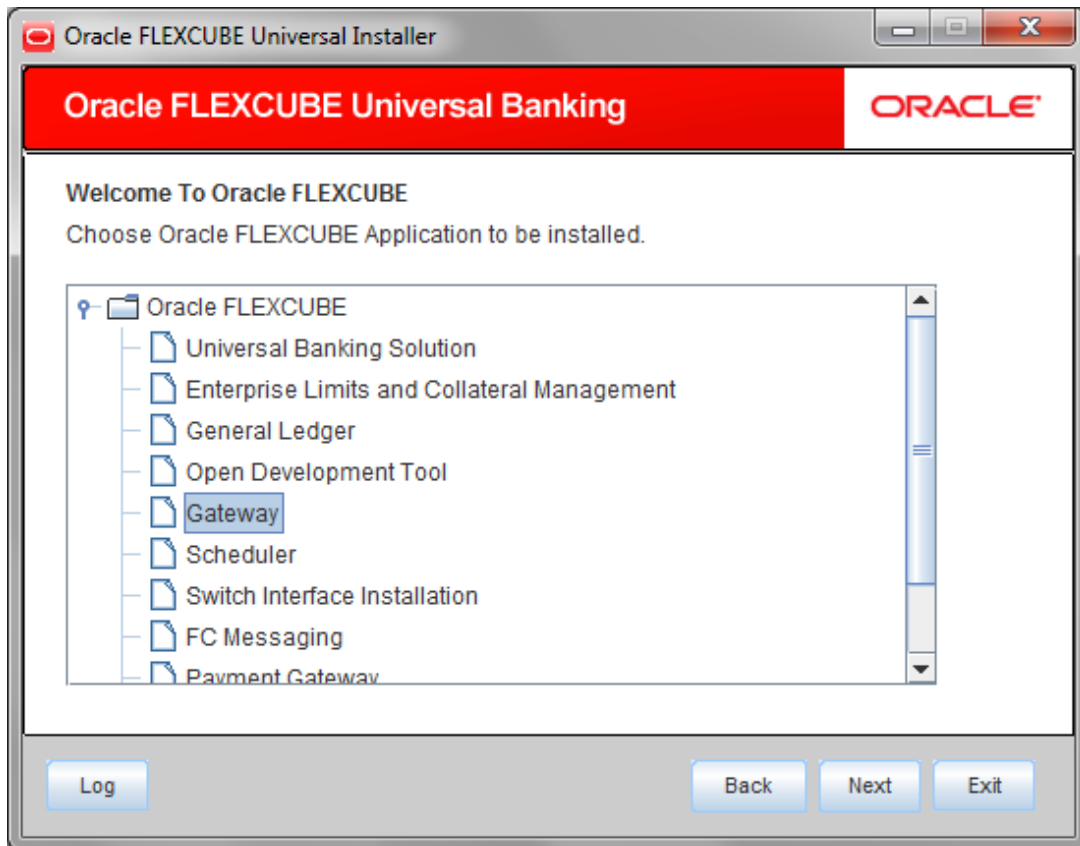 Oracle FLEXCUBE Universal Installer
Oracle FLEXCUBE Universal Banking
ORACLE
Welcome To Oracle FLEXCUBE
Choose Oracle FLEXCUBE Application to be installed.
Oracle FLEXCUBE
Universal Banking Solution
Enterprise Limits and Collateral Management
General Ledger
Open Development Tool
Gateway
Scheduler
Switch Interface Installation
FC Messaging
Payment Gateway
Log
Back
Next
Exit